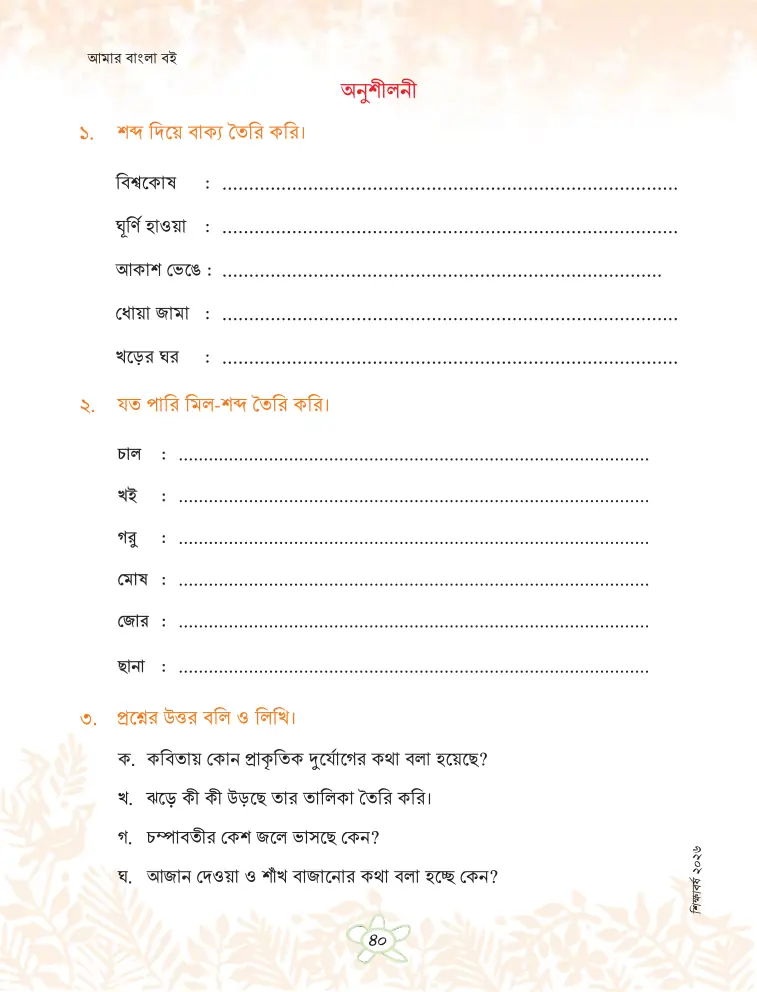 আমার বাংলা বই
অনুশীলনী
১. শব্দ দিয়ে বাক্য তৈরি করি।
বিশ্বকোষ : ....................................................................................
ঘূর্ণি হাওয়া : ....................................................................................
আকাশ ভেঙে : .................................................................................
ধোয়া জামা : ....................................................................................
খড়ের ঘর : ....................................................................................
২. যত পারি মিল-শব্দ তৈরি করি।
চাল : ............................................................................................
খই : ............................................................................................
গরু : ............................................................................................
মোষ : ............................................................................................
জোর : ............................................................................................
ছানা : ............................................................................................
৩. প্রশ্নের উত্তর বলি ও লিখি।
ক. কবিতায় কোন প্রাকৃতিক দুর্যোগের কথা বলা হয়েছে?
খ. ঝড়ে কী কী উড়ছে তার তালিকা তৈরি করি।
গ. চম্পাবতীর কেশ জলে ভাসছে কেন?
ঘ. আজান দেওয়া ও শাঁখ বাজানোর কথা বলা হচ্ছে কেন?
শিক্ষাবর্ষ ২০২৬
৪০